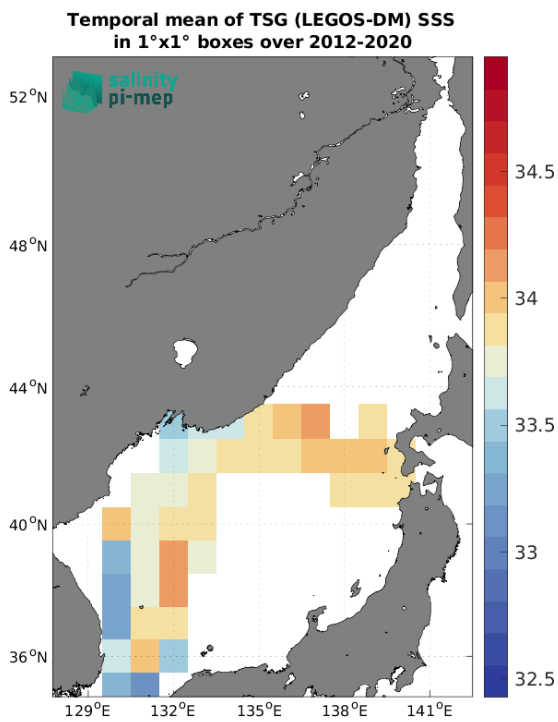 Temporal mean of TSG (LEGOS-DM) SSS
in 1°x1° boxes over 2012-2020
salinity
pi-mep
52°N
48°N
44°N
40°N
36°N
129°E
132°E
135°E
138°E
141°E
34.5
34
33.5
33
32.5